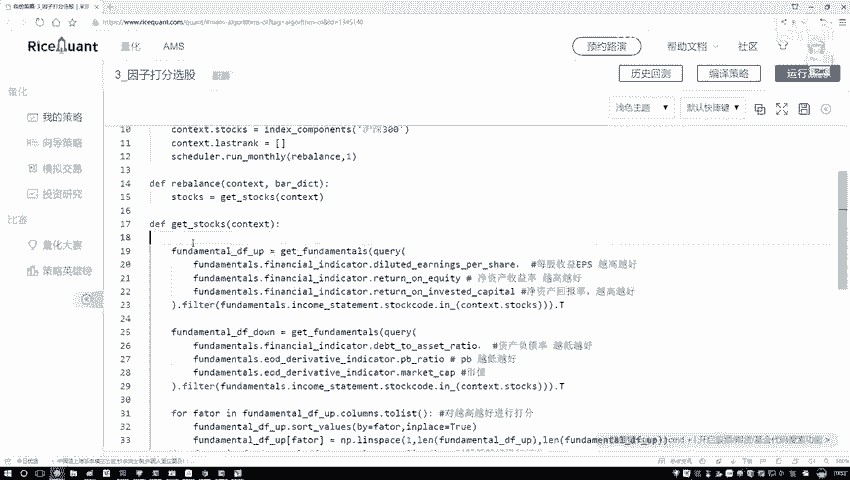 RiceQuant
量化
AMS
预约路演
帮助文档
社区
3_因子打分选股
历史回测
编译策略
浅色主题
默认快捷键
量化
我的策略
向导策略
模拟交易
投资研究
比赛
量化大赛
策略英雄榜
10 context.stocks = index_components('沪深300')
11 context.lastrank = []
12 scheduler.run_monthly(rebalance,1)
13
14 def rebalance(context, bar_dict):
15 stocks = get_stocks(context)
16
17 def get_stocks(context):
18
19 fundamental_df_up = get_fundamentals(query(
20 fundamentals.financial_indicator.diluted_earnings_per_share, #每股收益EPS 越高越好
21 fundamentals.financial_indicator.return_on_equity # 净资产收益率 越高越好
22 fundamentals.financial_indicator.return_on_invested_capital #净资产回报率,越高越好
23 ).filter(fundamentals.income_statement.stockcode.in_(context.stocks))).T
24
25 fundamental_df_down = get_fundamentals(query(
26 fundamentals.financial_indicator.debt_to_asset_ratio, #资产负债率 越低越好
27 fundamentals.eod_derivative_indicator.pb_ratio # pb 越低越好
28 fundamentals.eod_derivative_indicator.market_cap #市值
29 ).filter(fundamentals.income_statement.stockcode.in_(context.stocks))).T
30
31 for fator in fundamental_df_up.columns.tolist(): #对越高越好进行打分
32 fundamental_df_up.sort_values(by=fator,inplace=True)
33 fundamental_df_up[fator] = np.linspace(1,len(fundamental_df_up),len(fundamental_df_up))